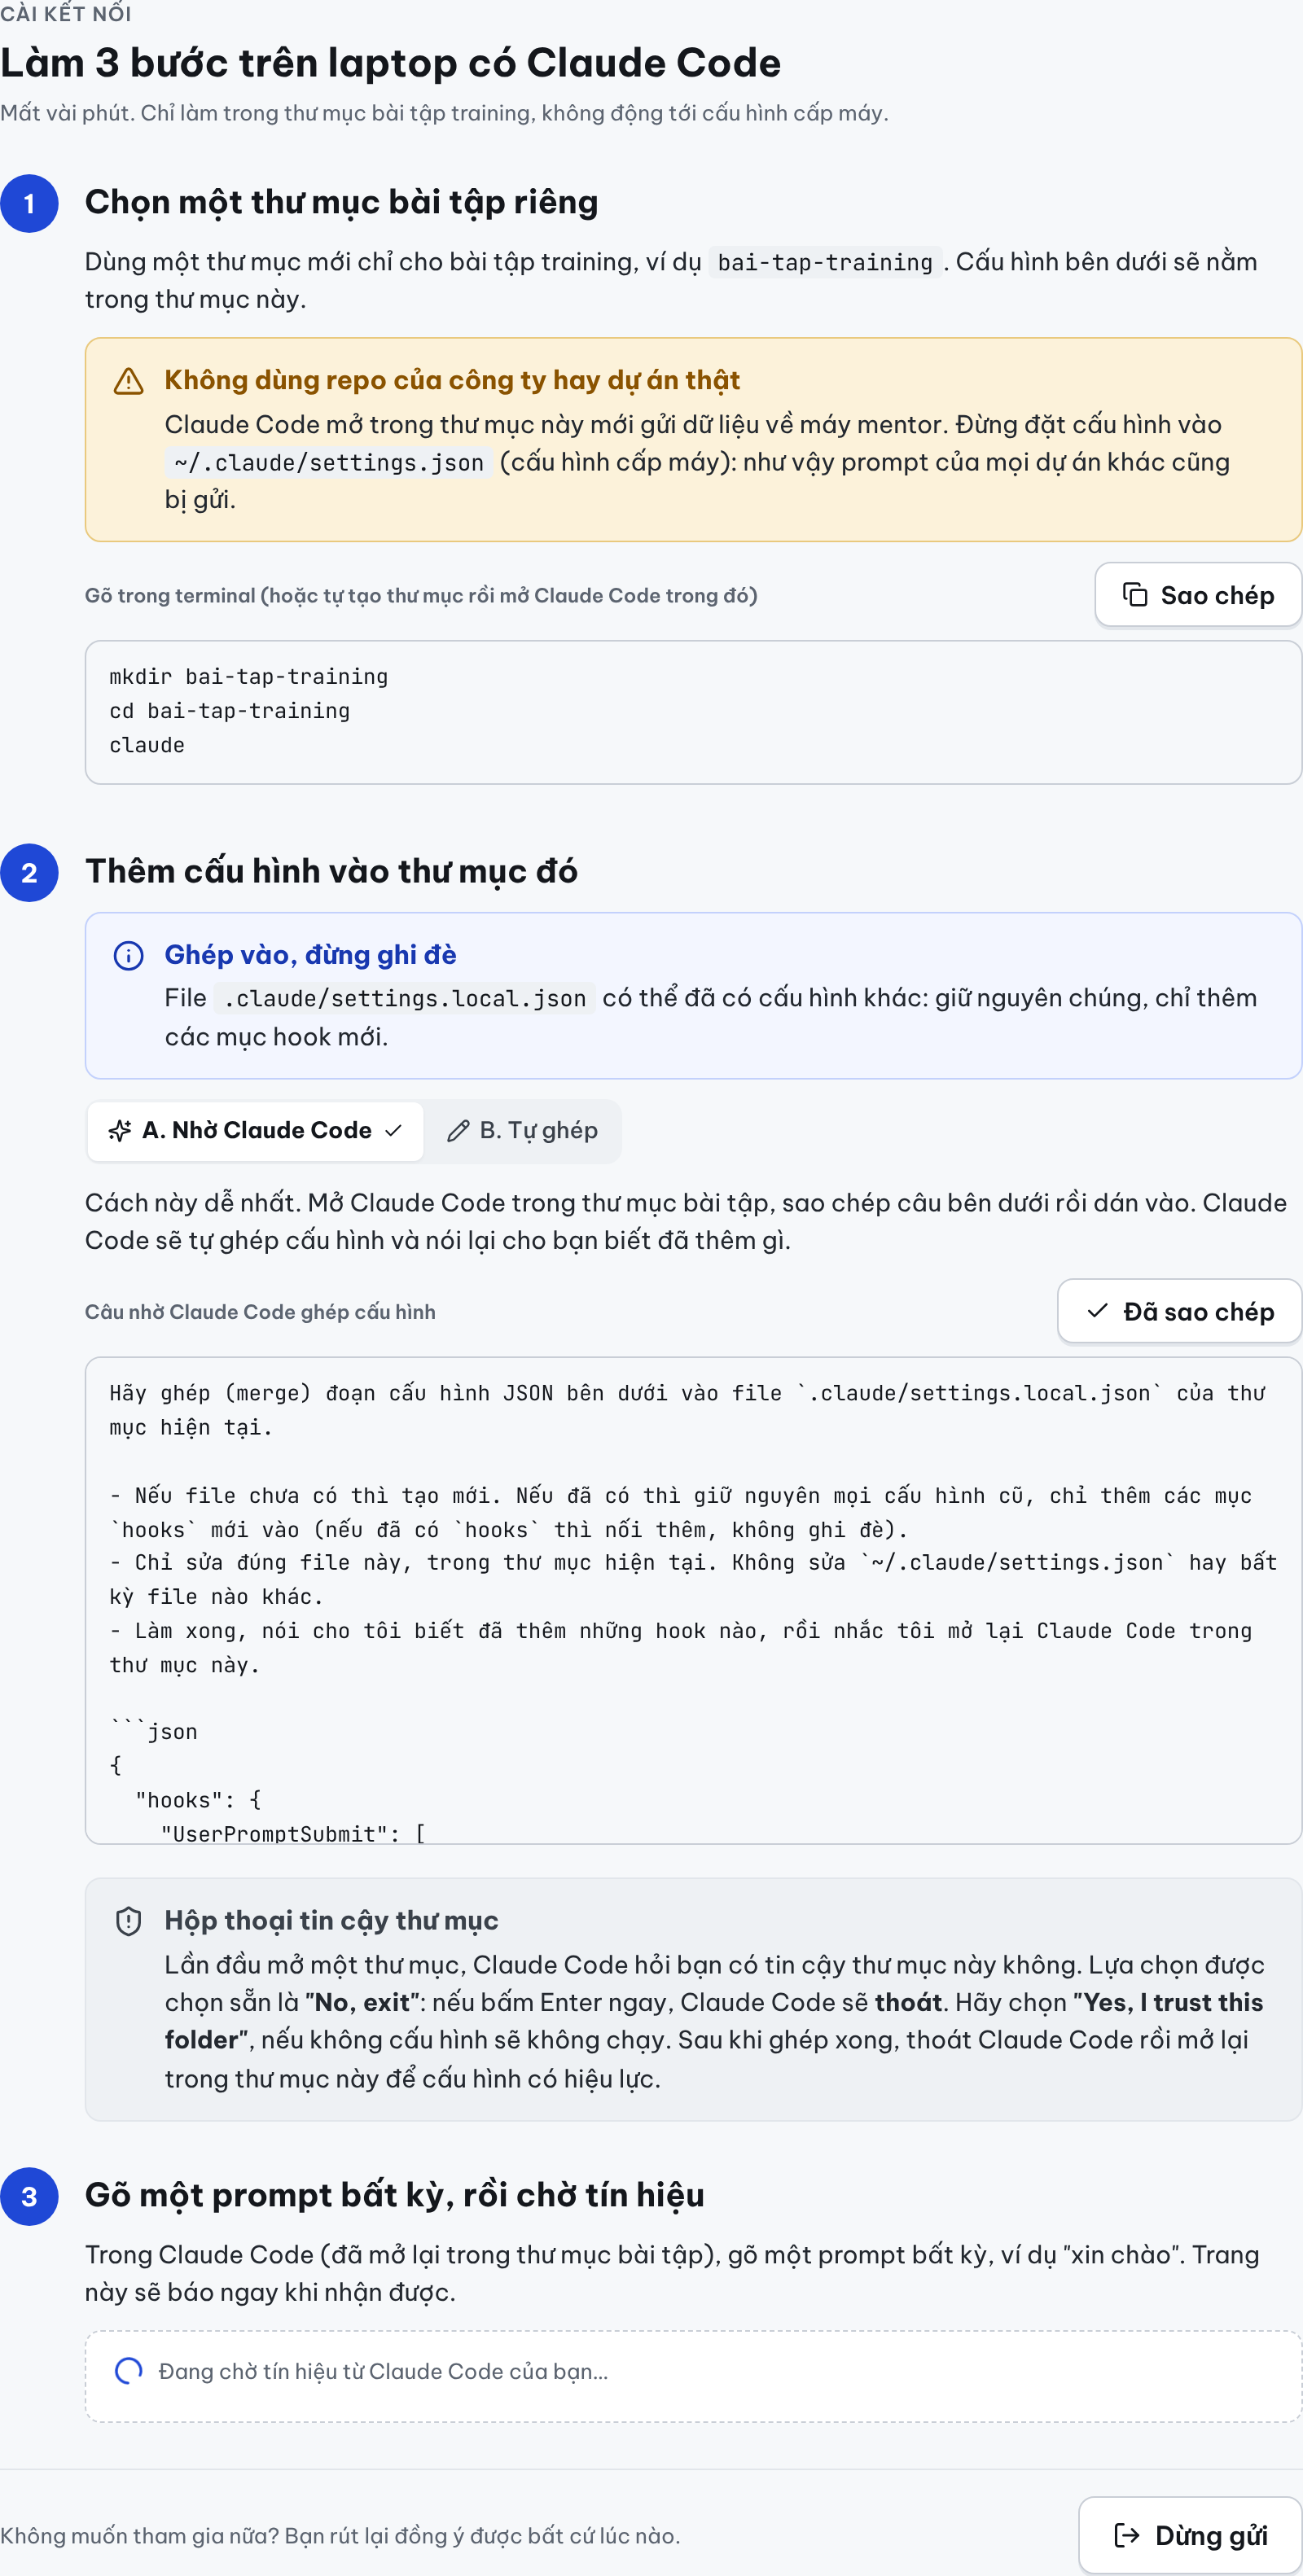 CÀI KẾT NỐI
Làm 3 bước trên laptop có Claude Code
Mất vài phút. Chỉ làm trong thư mục bài tập training, không động tới cấu hình cấp máy.
1
Chọn một thư mục bài tập riêng
Dùng một thư mục mới chỉ cho bài tập training, ví dụ bai-tap-training. Cấu hình bên dưới sẽ nằm
trong thư mục này.
Không dùng repo của công ty hay dự án thật
Claude Code mở trong thư mục này mới gửi dữ liệu về máy mentor. Đừng đặt cấu hình vào
~/.claude/settings.json (cấu hình cấp máy): như vậy prompt của mọi dự án khác cũng
bị gửi.
Gõ trong terminal (hoặc tự tạo thư mục rồi mở Claude Code trong đó)
Sao chép
mkdir bai-tap-training
cd bai-tap-training
claude
2
Thêm cấu hình vào thư mục đó
Ghép vào, đừng ghi đè
File .claude/settings.local.json có thể đã có cấu hình khác: giữ nguyên chúng, chỉ thêm
các mục hook mới.
A. Nhờ Claude Code
B. Tự ghép
Cách này dễ nhất. Mở Claude Code trong thư mục bài tập, sao chép câu bên dưới rồi dán vào. Claude
Code sẽ tự ghép cấu hình và nói lại cho bạn biết đã thêm gì.
Câu nhờ Claude Code ghép cấu hình
Đã sao chép
Hãy ghép (merge) đoạn cấu hình JSON bên dưới vào file `.claude/settings.local.json` của thư
mục hiện tại.
- Nếu file chưa có thì tạo mới. Nếu đã có thì giữ nguyên mọi cấu hình cũ, chỉ thêm các mục
`hooks` mới vào (nếu đã có `hooks` thì nối thêm, không ghi đè).
- Chỉ sửa đúng file này, trong thư mục hiện tại. Không sửa `~/.claude/settings.json` hay bất
kỳ file nào khác.
- Làm xong, nói cho tôi biết đã thêm những hook nào, rồi nhắc tôi mở lại Claude Code trong
thư mục này.
```json
{
"hooks": {
"UserPromptSubmit": [
Hộp thoại tin cậy thư mục
Lần đầu mở một thư mục, Claude Code hỏi bạn có tin cậy thư mục này không. Lựa chọn được
chọn sẵn là "No, exit": nếu bấm Enter ngay, Claude Code sẽ thoát. Hãy chọn "Yes, I trust this
folder", nếu không cấu hình sẽ không chạy. Sau khi ghép xong, thoát Claude Code rồi mở lại
trong thư mục này để cấu hình có hiệu lực.
3
Gõ một prompt bất kỳ, rồi chờ tín hiệu
Trong Claude Code (đã mở lại trong thư mục bài tập), gõ một prompt bất kỳ, ví dụ "xin chào". Trang
này sẽ báo ngay khi nhận được.
Đang chờ tín hiệu từ Claude Code của bạn...
Không muốn tham gia nữa? Bạn rút lại đồng ý được bất cứ lúc nào.
Dừng gửi